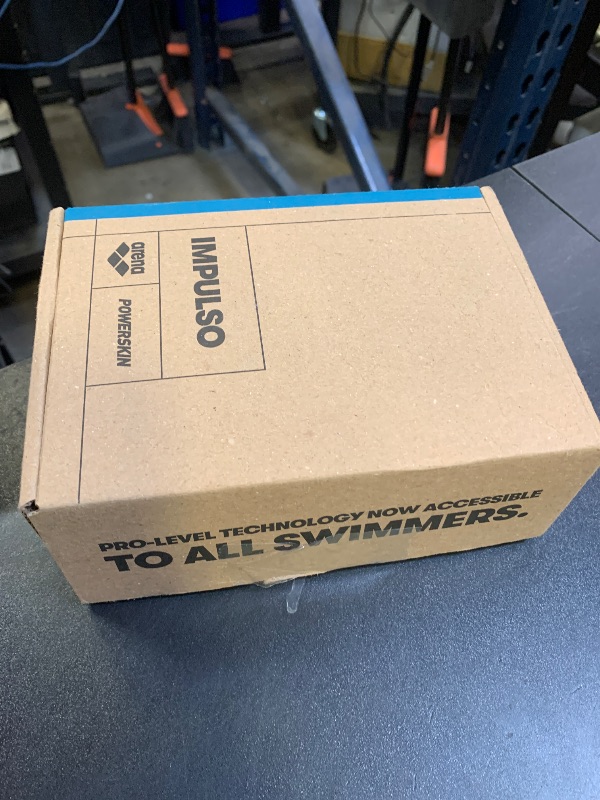 arena
POWERSKIN
IMPULSO
PRO-LEVEL TECHNOLOGY NOW ACCESSIBLE
TO ALL SWIMMERS.